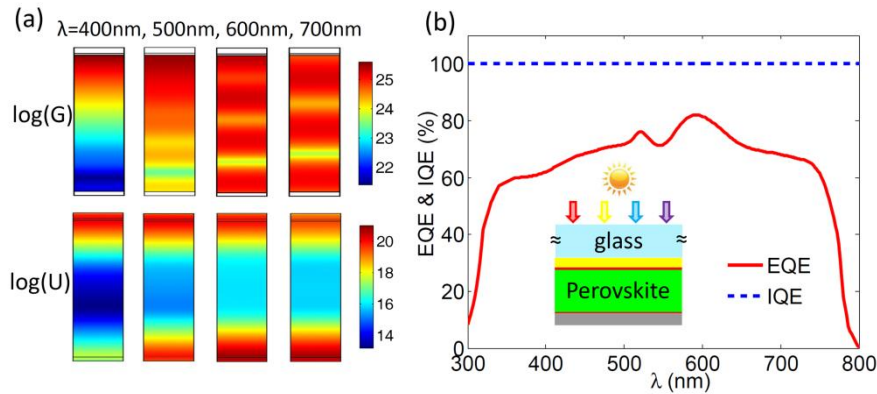 (a)
λ=400nm, 500nm, 600nm, 700nm
log(G)
25
24
23
22
log(U)
20
18
16
14
(b)
EQE & IQE (%)
110
100
80
60
40
20
0
300
400
500
600
700
800
λ (nm)
≈ glass ≈
Perovskite
EQE
IQE